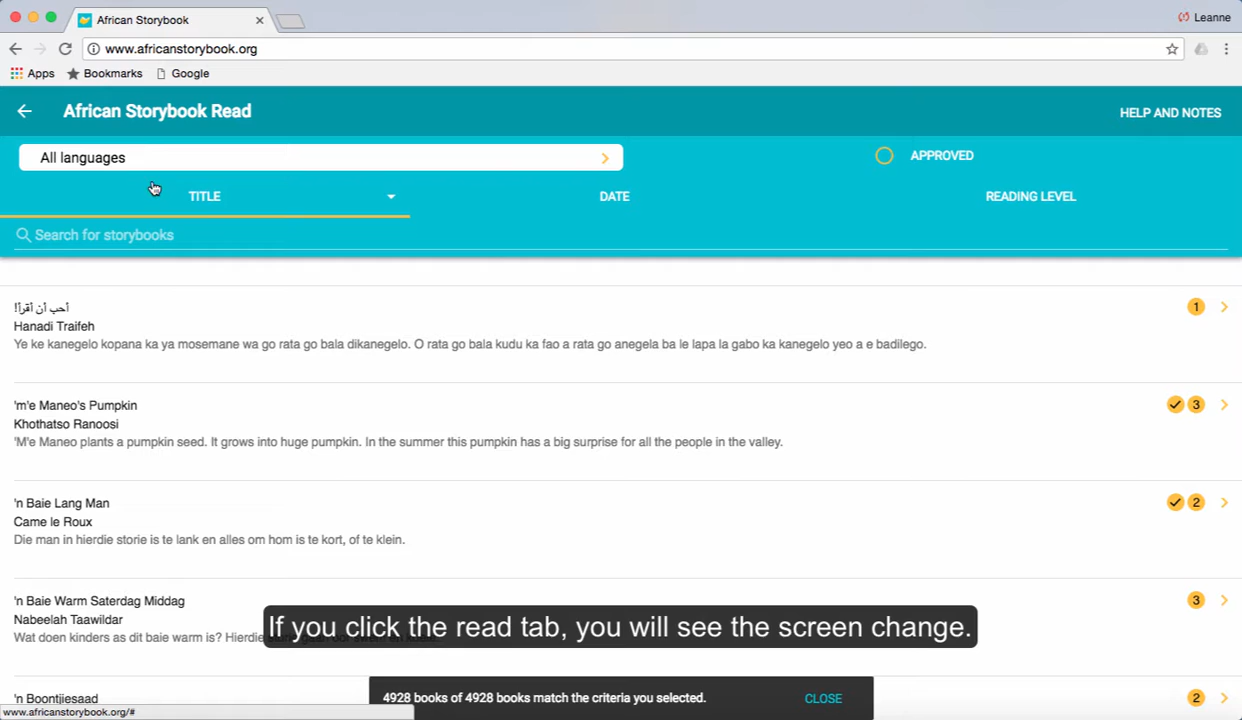 African Storybook
Leanne
www.africanstorybook.org
Apps
Bookmarks
Google
African Storybook Read
HELP AND NOTES
All languages
APPROVED
TITLE
DATE
READING LEVEL
Search for storybooks
أحب أن أقرأ!
1
Hanadi Traifeh
Ye ke kanegelo kopana ka ya mosemane wa go rata go bala dikanegelo. O rata go bala kudu ka fao a rata go anegela ba le lapa la gabo ka kanegelo yeo a e badilego.
'm'e Maneo's Pumpkin
3
Khothatso Ranoosi
'M'e Maneo plants a pumpkin seed. It grows into huge pumpkin. In the summer this pumpkin has a big surprise for all the people in the valley.
'n Baie Lang Man
2
Came le Roux
Die man in hierdie storie is te lank en alles om hom is te kort, of te klein.
'n Baie Warm Saterdag Middag
3
Nabeelah Taawildar
Wat doen kinders as dit baie warm is?
If you click the read tab, you will see the screen change.
'n Boontjiesaad
2
4928 books of 4928 books match the criteria you selected.
CLOSE
www.africanstorybook.org/#